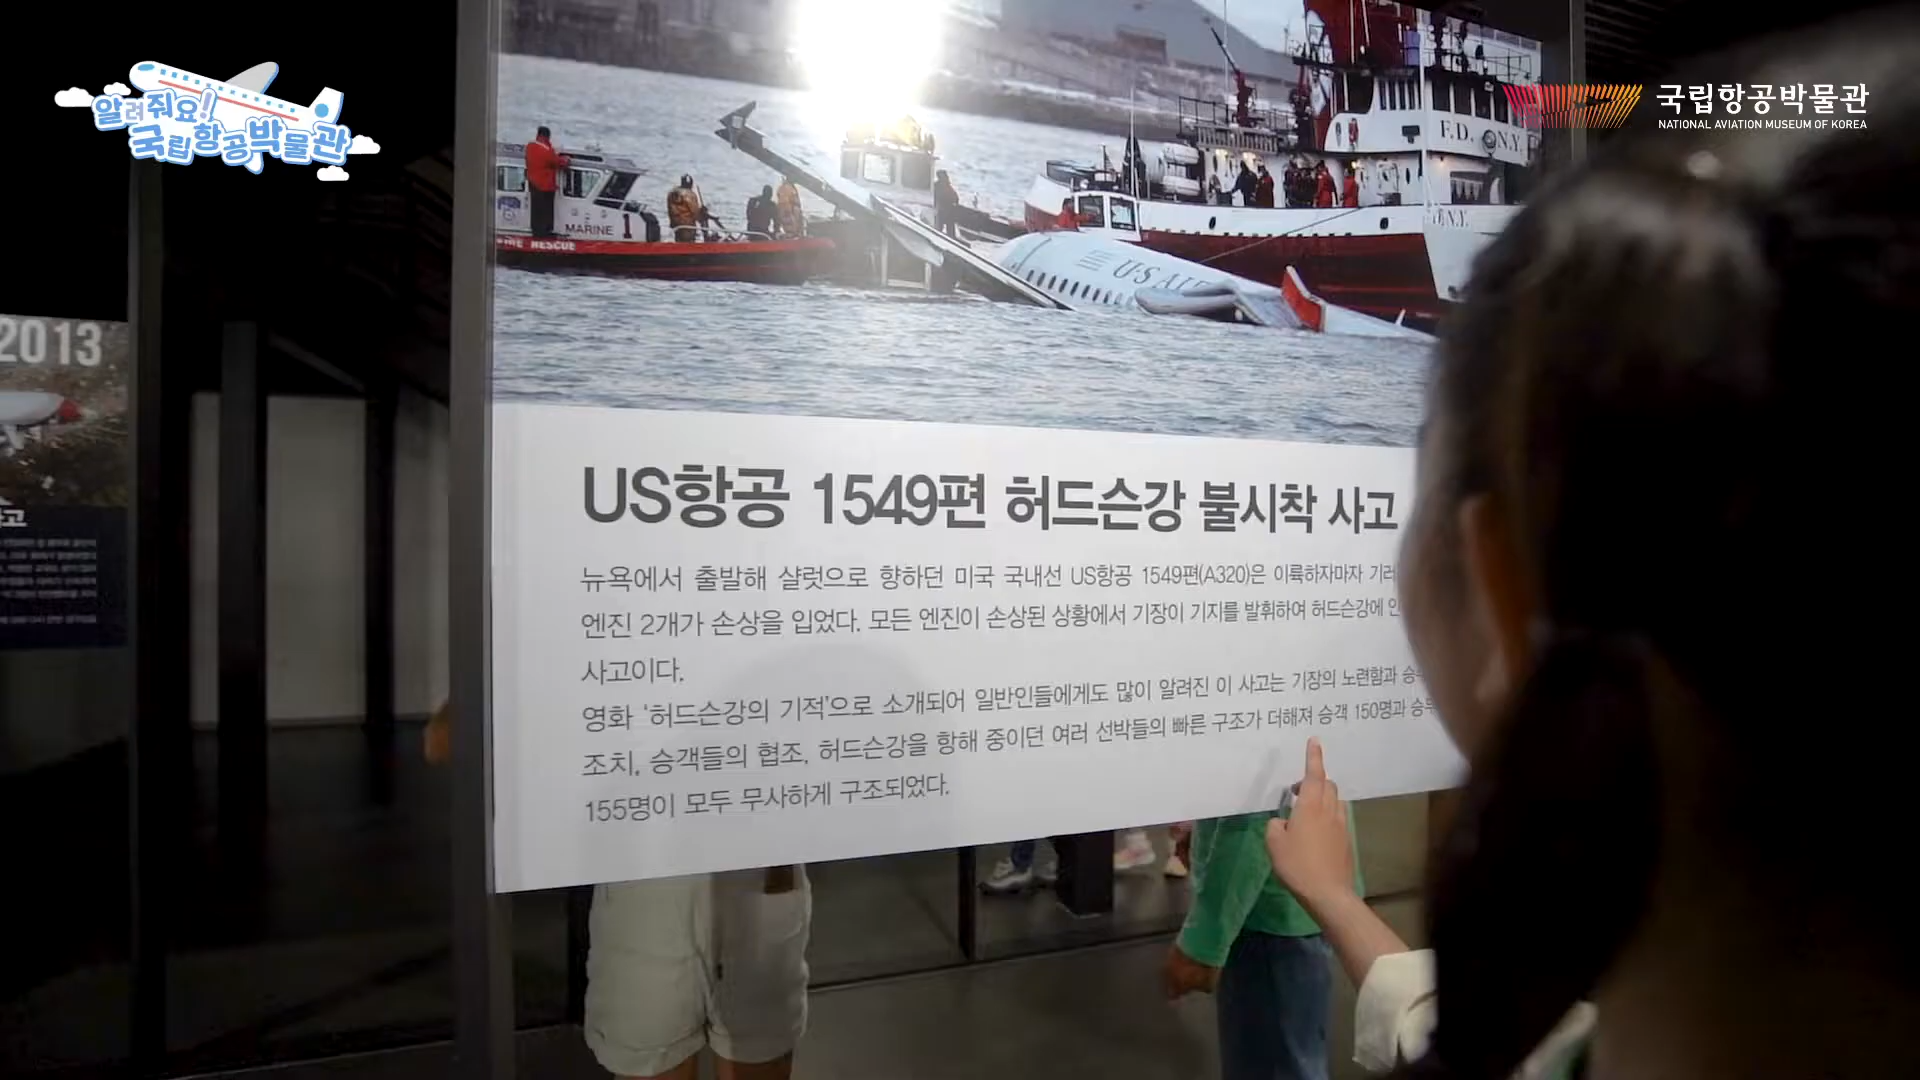 알려줘요!
국립항공박물관
국립항공박물관
NATIONAL AVIATION MUSEUM OF KOREA
F.D. N.Y.
MARINE 1
RESCUE
U·S AI
2013
US항공 1549편 허드슨강 불시착 사고
뉴욕에서 출발해 샬럿으로 향하던 미국 국내선 US항공 1549편(A320)은 이륙하자마자
엔진 2개가 손상을 입었다. 모든 엔진이 손상된 상황에서 기장이 기지를 발휘하여 허드슨강에
사고이다.
영화 '허드슨강의 기적'으로 소개되어 일반인들에게도 많이 알려진 이 사고는 기장의 노련함과
조치, 승객들의 협조, 허드슨강을 항해 중이던 여러 선박들의 빠른 구조가 더해져 승객 150명과
155명이 모두 무사하게 구조되었다.